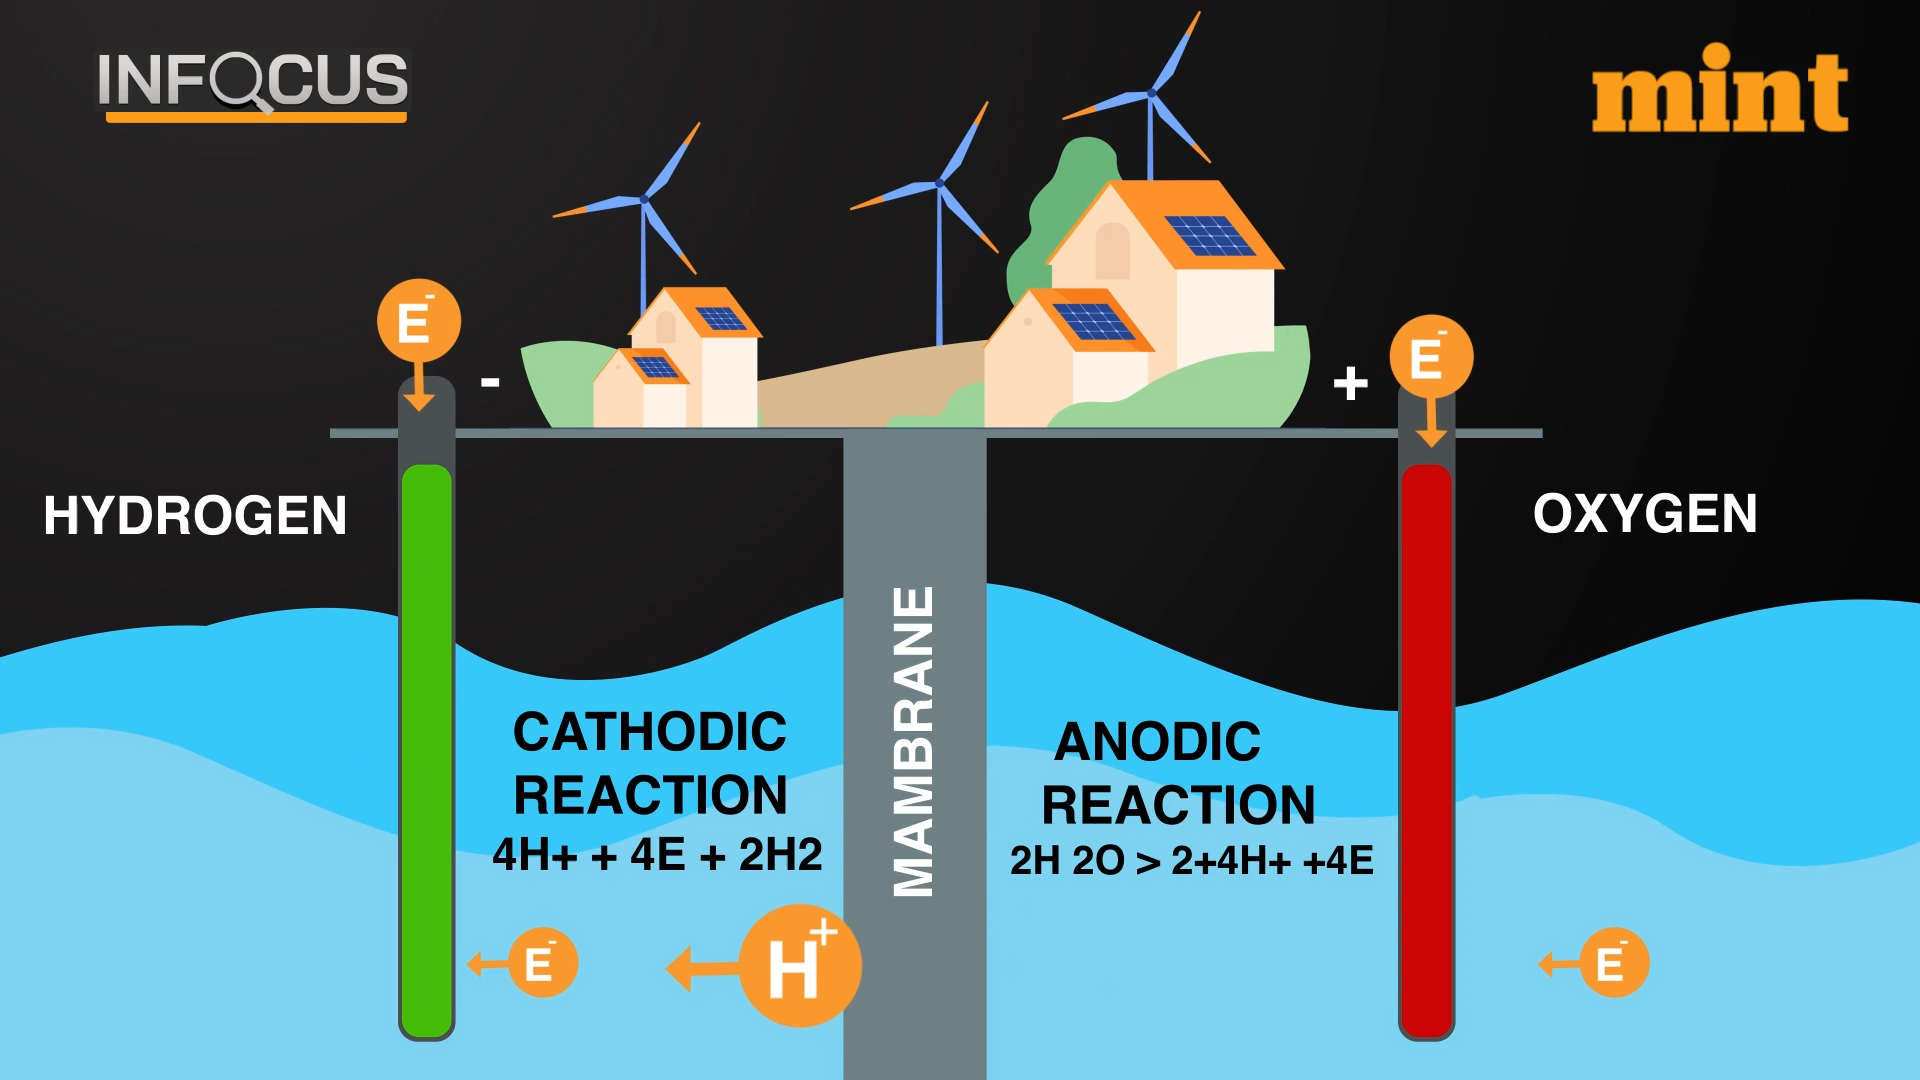 INFOCUS
mint
E-
-
+
E-
HYDROGEN
OXYGEN
MAMBRANE
CATHODIC
REACTION
4H+ + 4E + 2H2
ANODIC
REACTION
2H 2O > 2+4H+ +4E
E-
H+
E-